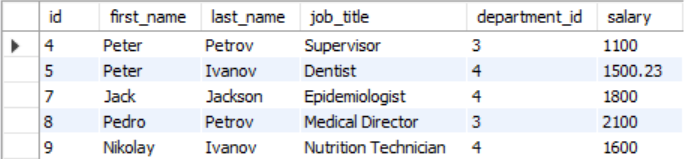 id first_name last_name job_title department_id salary
4 Peter Petrov Supervisor 3 1100
5 Peter Ivanov Dentist 4 1500.23
7 Jack Jackson Epidemiologist 4 1800
8 Pedro Petrov Medical Director 3 2100
9 Nikolay Ivanov Nutrition Technician 4 1600